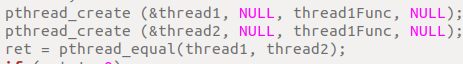 pthread_create (&thread1, NULL, thread1Func, NULL);
pthread_create (&thread2, NULL, thread1Func, NULL);
ret = pthread_equal(thread1, thread2);